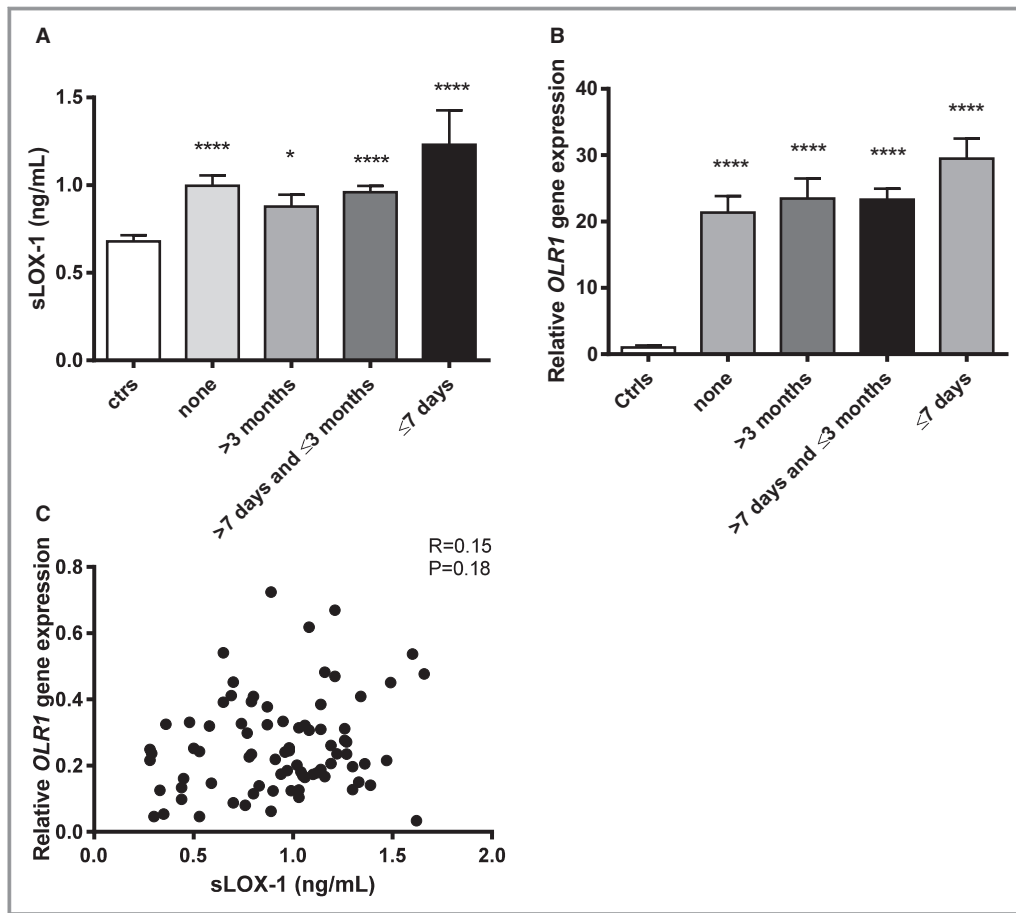 A
sLOX-1 (ng/mL)
1.5
1.0
0.5
0.0
****
*
****
****
ctrs
none
>3 months
>7 days and ≤3 months
≤7 days
B
Relative OLR1 gene expression
40
30
20
10
0
****
****
****
****
Ctrls
none
>3 months
>7 days and ≤3 months
≤7 days
C
R=0.15
P=0.18
Relative OLR1 gene expression
0.8
0.6
0.4
0.2
0.0
0.0 0.5 1.0 1.5 2.0
sLOX-1 (ng/mL)